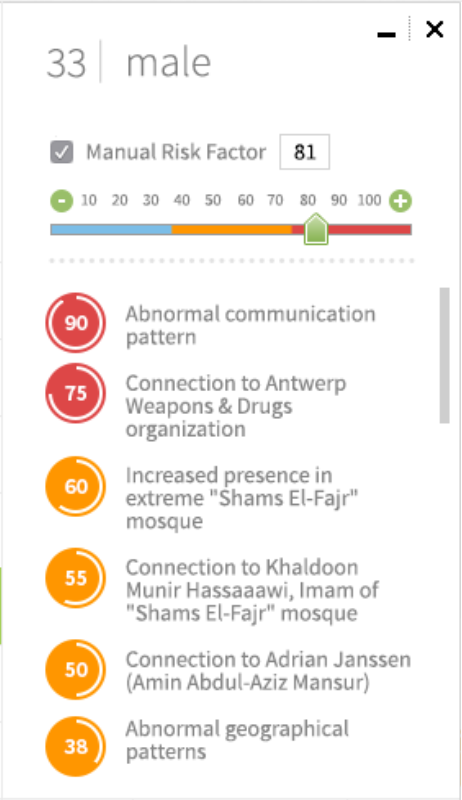 33 male
Manual Risk Factor 81
- 10 20 30 40 50 60 70 80 90 100 +
90 Abnormal communication
pattern
75 Connection to Antwerp
Weapons & Drugs
organization
60 Increased presence in
extreme "Shams El-Fajr"
mosque
55 Connection to Khaldoon
Munir Hassaaawi, Imam of
"Shams El-Fajr" mosque
50 Connection to Adrian Janssen
(Amin Abdul-Aziz Mansur)
38 Abnormal geographical
patterns